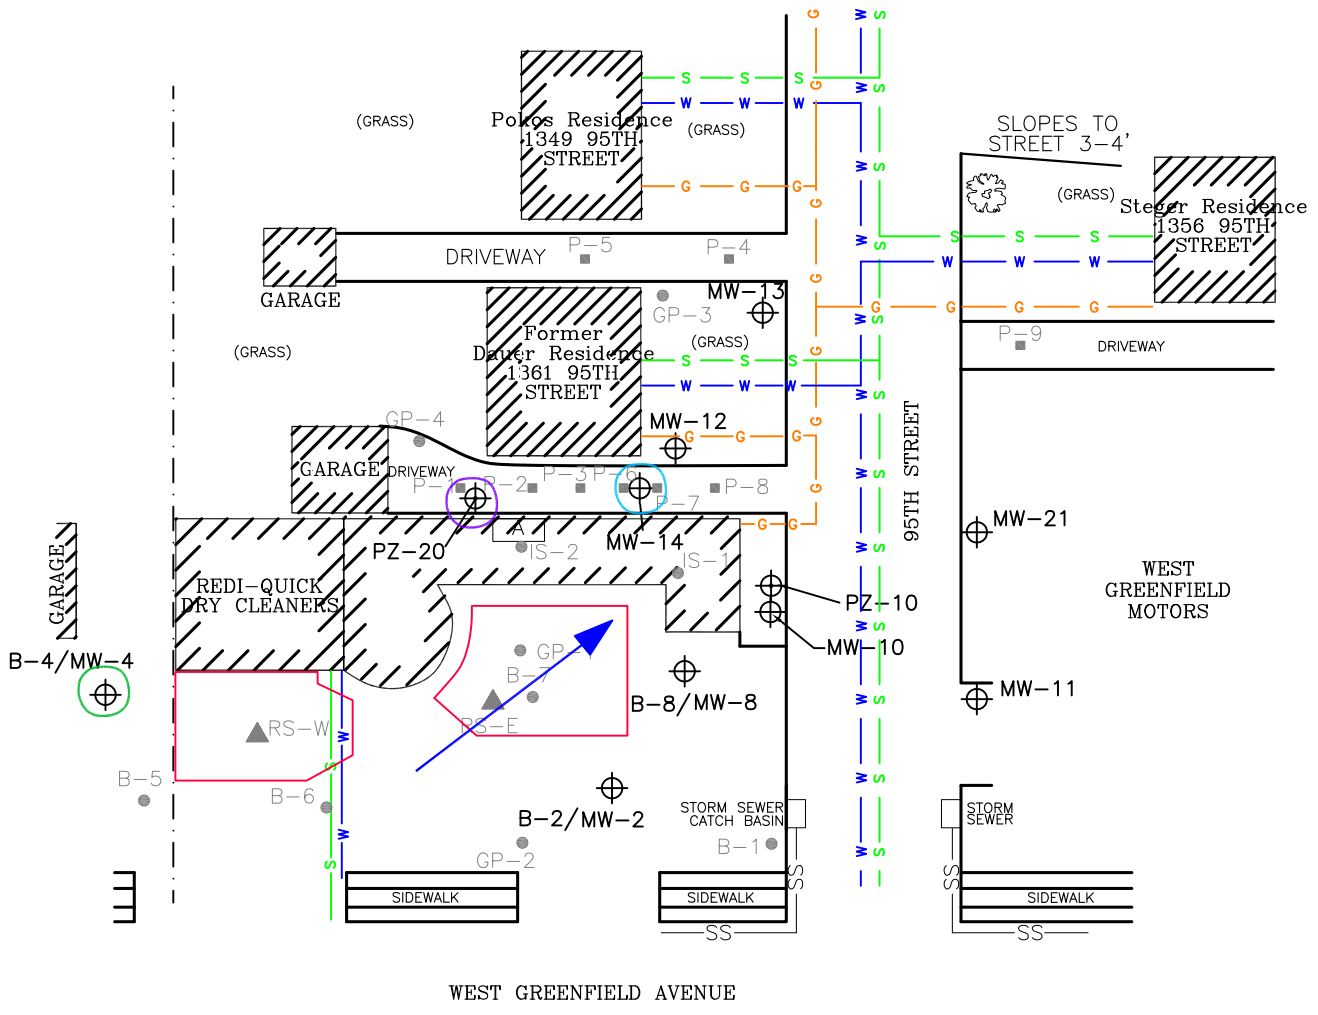 G
W
S
S
S
S
W
S
W
W
W
G
SLOPES TO
STREET 3-4'
(GRASS)
Pokos Residence
1349 95TH
STREET
(GRASS)
W
S
G
G
G
G
(GRASS)
Steger Residence
1356 95TH
STREET
P-5
P-4
DRIVEWAY
W
S
S
S
S
W
W
W
G
GARAGE
MW-13
GP-3
G
G
G
G
W
S
P-9
DRIVEWAY
(GRASS)
Former
Dauer Residence
1361 95TH
STREET
(GRASS)
S
S
S
G
W
W
W
W
S
GP-4
MW-12
G
G
G
G
95TH STREET
GARAGE
DRIVEWAY
P-1
P-2
P-3
P-6
P-7
P-8
G
W
S
PZ-20
A
MW-14
G
G
MW-21
IS-2
IS-1
W
S
GARAGE
REDI-QUICK
DRY CLEANERS
WEST
GREENFIELD
MOTORS
PZ-10
W
S
MW-10
B-4/MW-4
GP-1
B-7
B-8/MW-8
MW-11
RS-W
RS-E
W
W
S
S
B-5
B-6
W
S
STORM SEWER
CATCH BASIN
STORM
SEWER
B-2/MW-2
W
S
GP-2
B-1
W
S
SS
SS
SIDEWALK
SIDEWALK
SIDEWALK
SS
SS
WEST GREENFIELD AVENUE